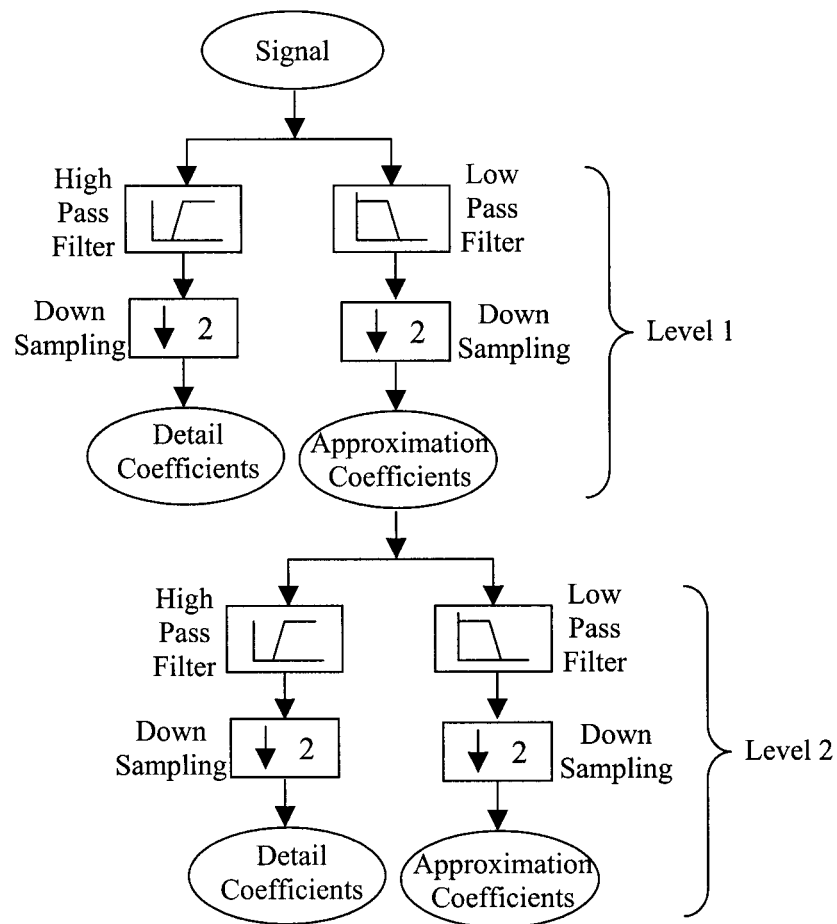 Signal
High
Pass
Filter
Low
Pass
Filter
Down
Sampling
2
2
Down
Sampling
Level 1
Detail
Coefficients
Approximation
Coefficients
High
Pass
Filter
Low
Pass
Filter
Down
Sampling
2
2
Down
Sampling
Level 2
Detail
Coefficients
Approximation
Coefficients